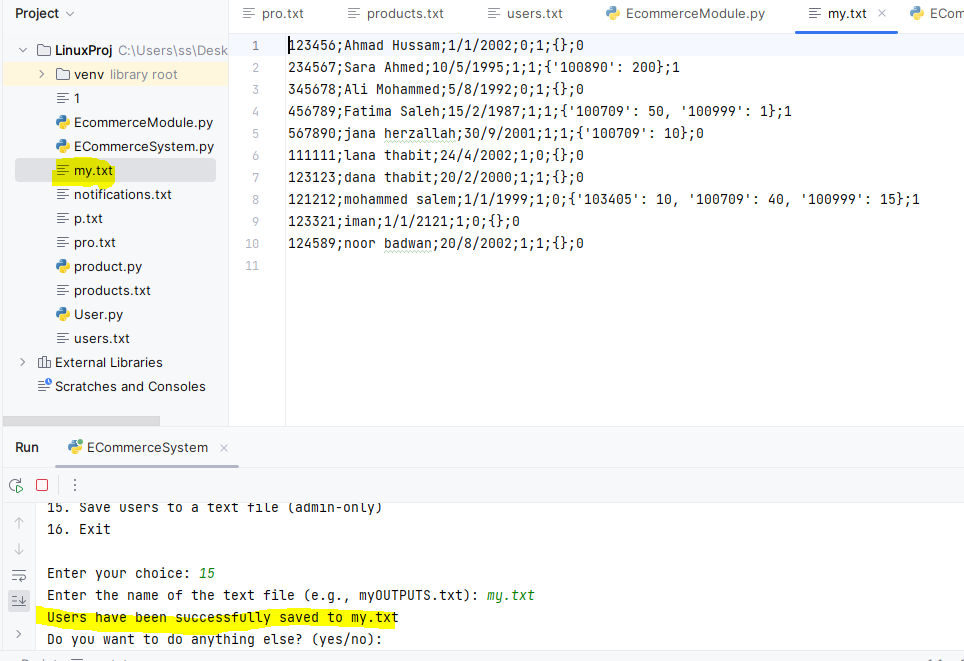 Project
pro.txt
products.txt
users.txt
EcommerceModule.py
my.txt
ECom
LinuxProj C:\Users\ss\Desk
venv library root
1
EcommerceModule.py
ECommerceSystem.py
my.txt
notifications.txt
p.txt
pro.txt
product.py
products.txt
User.py
users.txt
External Libraries
Scratches and Consoles
1 123456;Ahmad Hussam;1/1/2002;0;1;{};0
2 234567;Sara Ahmed;10/5/1995;1;1;{'100890': 200};1
3 345678;Ali Mohammed;5/8/1992;0;1;{};0
4 456789;Fatima Saleh;15/2/1987;1;1;{'100709': 50, '100999': 1};1
5 567890;jana herzallah;30/9/2001;1;1;{'100709': 10};0
6 111111;lana thabit;24/4/2002;1;0;{};0
7 123123;dana thabit;20/2/2000;1;1;{};0
8 121212;mohammed salem;1/1/1999;1;0;{'103405': 10, '100709': 40, '100999': 15};1
9 123321;iman;1/1/2121;1;0;{};0
10 124589;noor badwan;20/8/2002;1;1;{};0
11
Run
ECommerceSystem
15. Save Users to a text file (admin-only)
16. Exit
Enter your choice: 15
Enter the name of the text file (e.g., myOUTPUTS.txt): my.txt
Users have been successfully saved to my.txt
Do you want to do anything else? (yes/no):